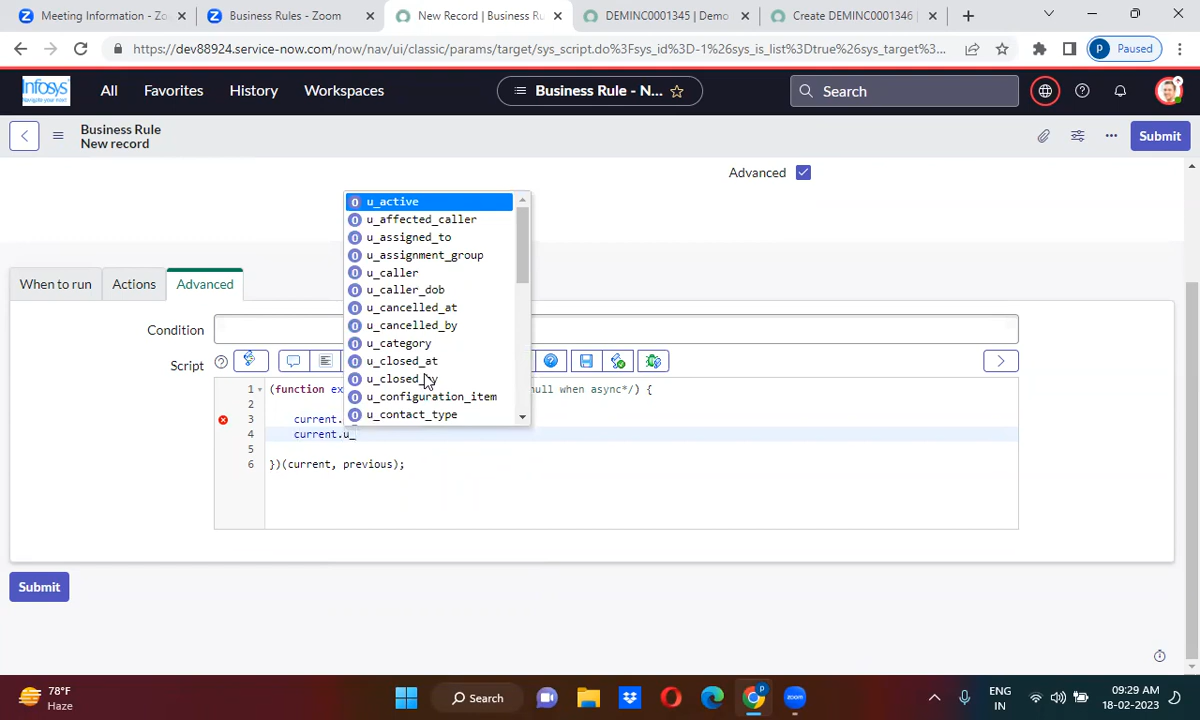 Meeting Information - Zo
Business Rules - Zoom
New Record | Business Ru
DEMINC0001345 | Demo
Create DEMINC0001346 |
https://dev88924.service-now.com/now/nav/ui/classic/params/target/sys_script.do%3Fsys_id%3D-1%26sys_is_list%3Dtrue%26sys_target%3...
P Paused
Infosys
Navigate your next
All
Favorites
History
Workspaces
Business Rule - N...
Search
Business Rule
New record
Submit
Advanced
u_active
u_affected_caller
u_assigned_to
u_assignment_group
u_caller
u_caller_dob
u_cancelled_at
u_cancelled_by
u_category
u_closed_at
u_closed_by
u_configuration_item
u_contact_type
When to run
Actions
Advanced
Condition
Script
1 (function ex null when async*/) {
2
3 current.
4 current.u_
5
6 })(current, previous);
Submit
78°F
Haze
Search
zoom
ENG
IN
09:29 AM
18-02-2023